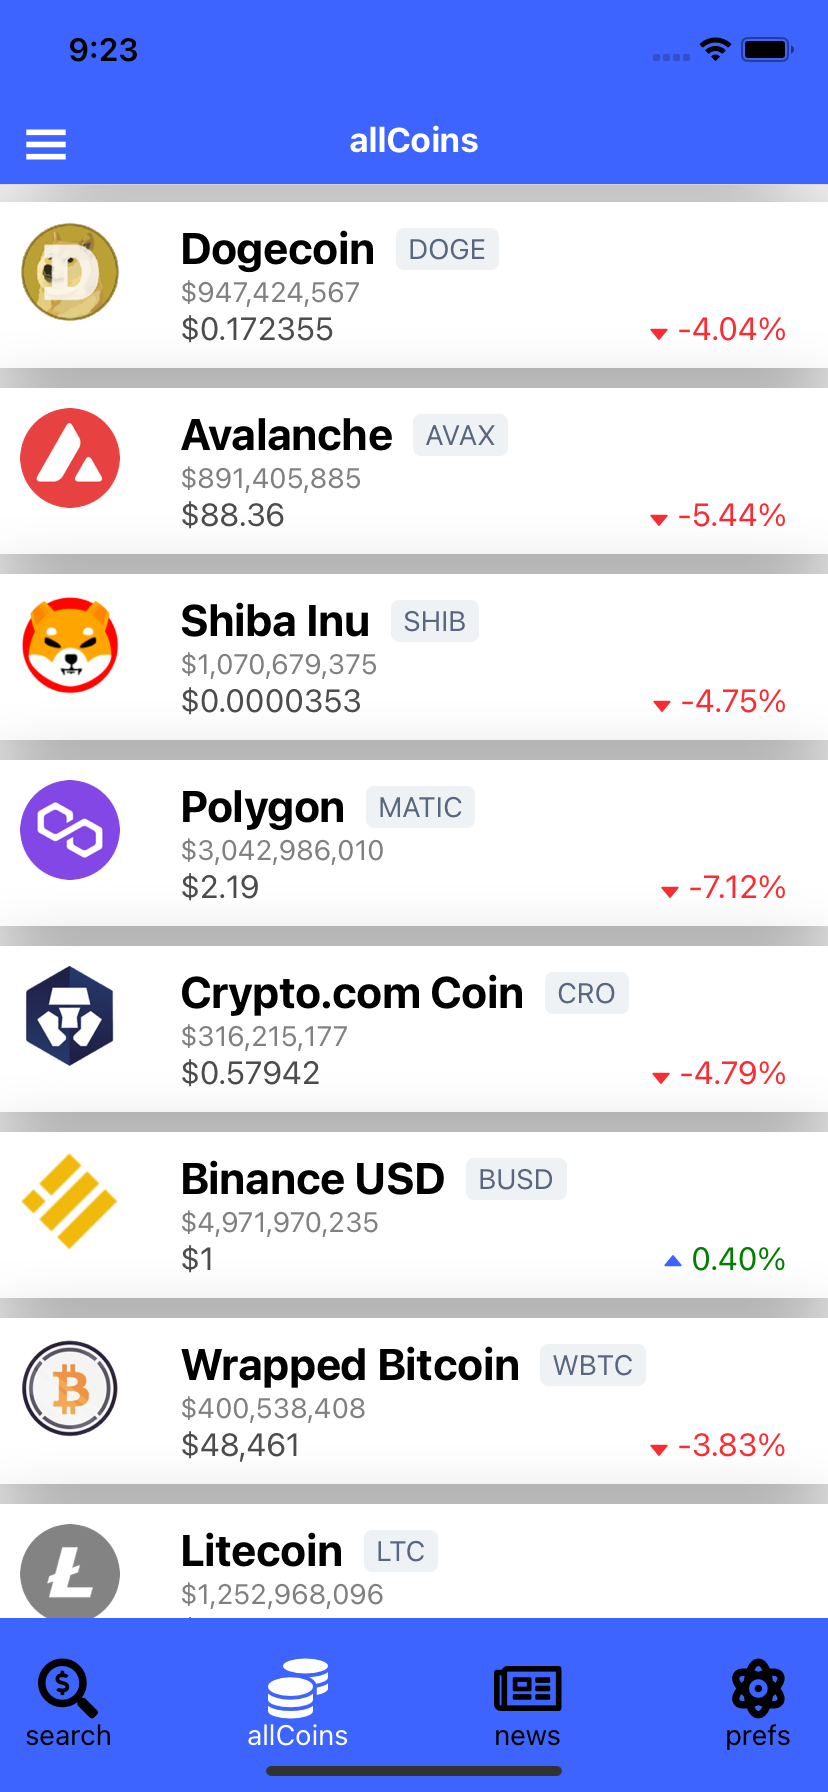 9:23
allCoins
Dogecoin DOGE
$947,424,567
$0.172355 -4.04%
Avalanche AVAX
$891,405,885
$88.36 -5.44%
Shiba Inu SHIB
$1,070,679,375
$0.0000353 -4.75%
Polygon MATIC
$3,042,986,010
$2.19 -7.12%
Crypto.com Coin CRO
$316,215,177
$0.57942 -4.79%
Binance USD BUSD
$4,971,970,235
$1 0.40%
Wrapped Bitcoin WBTC
$400,538,408
$48,461 -3.83%
Litecoin LTC
$1,252,968,096
search allCoins news prefs